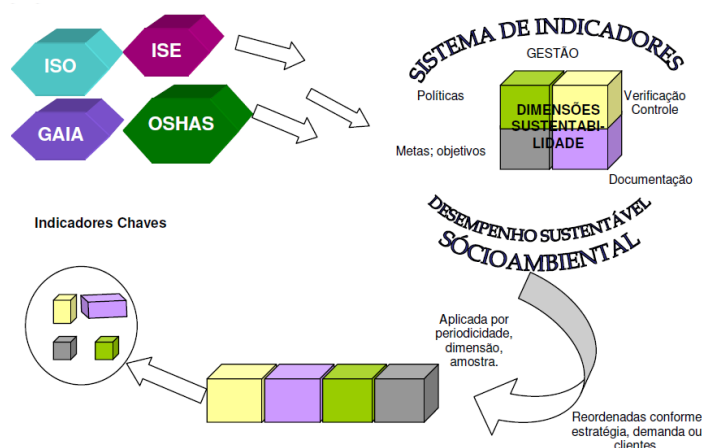 ISO
ISE
GAIA
OSHAS
SISTEMA DE INDICADORES
GESTÃO
Políticas
Verificação
Controle
DIMENSÕES
SUSTENTABI-
LIDADE
Metas; objetivos
Documentação
DESEMPENHO SUSTENTÁVEL
SÓCIOAMBIENTAL
Indicadores Chaves
Aplicada por
periodicidade,
dimensão,
amostra.
Reordenadas conforme
estratégia, demanda ou
clientes